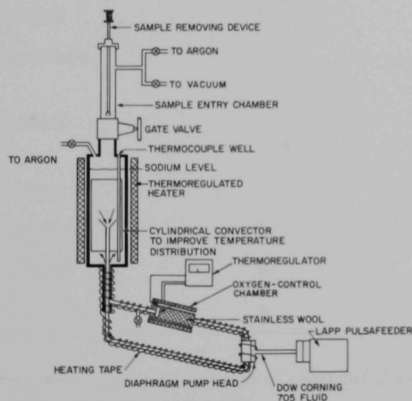 SAMPLE REMOVING DEVICE
TO ARGON
TO VACUUM
SAMPLE ENTRY CHAMBER
GATE VALVE
THERMOCOUPLE WELL
TO ARGON
SODIUM LEVEL
THERMOREGULATED
HEATER
CYLINDRICAL CONVECTOR
TO IMPROVE TEMPERATURE
DISTRIBUTION
THERMOREGULATOR
OXYGEN-CONTROL
CHAMBER
STAINLESS WOOL
LAPP PULSAFEEDER
HEATING TAPE
DIAPHRAGM PUMP HEAD
DOW CORNING
705 FLUID